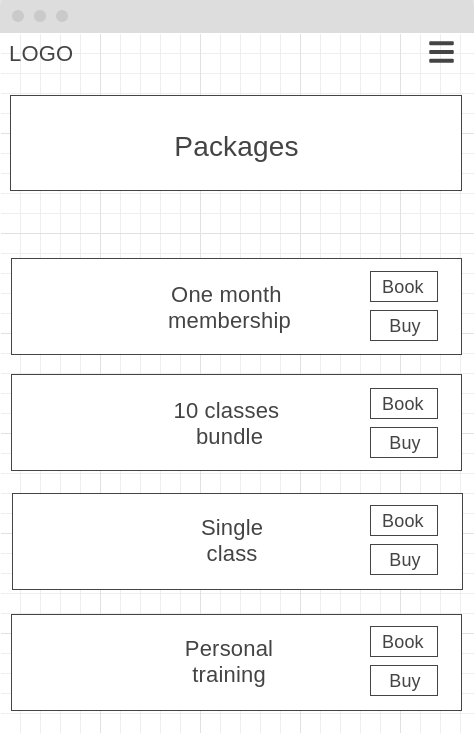 LOGO
Packages
One month
membership
Book
Buy
10 classes
bundle
Book
Buy
Single
class
Book
Buy
Personal
training
Book
Buy